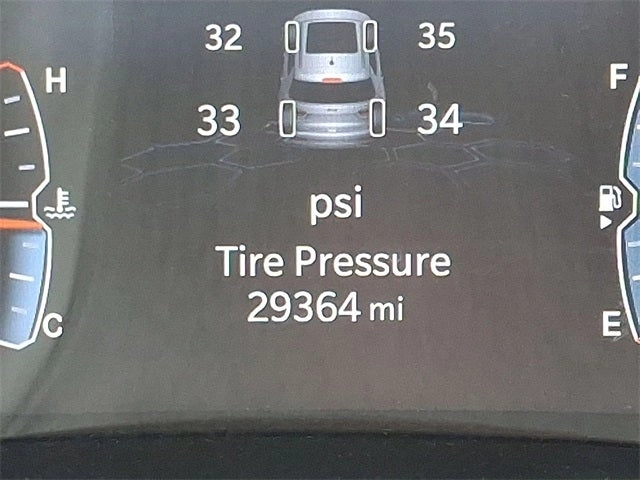 32 35
H F
33 34
psi
Tire Pressure
29364 mi
C E